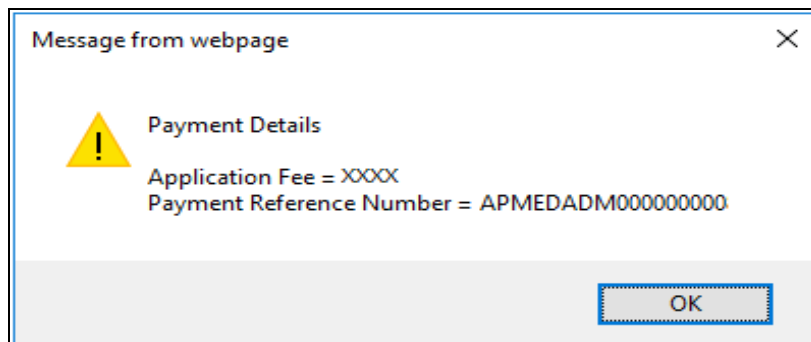 Message from webpage
Payment Details
Application Fee = XXXX
Payment Reference Number = APMEDADM000000000
OK